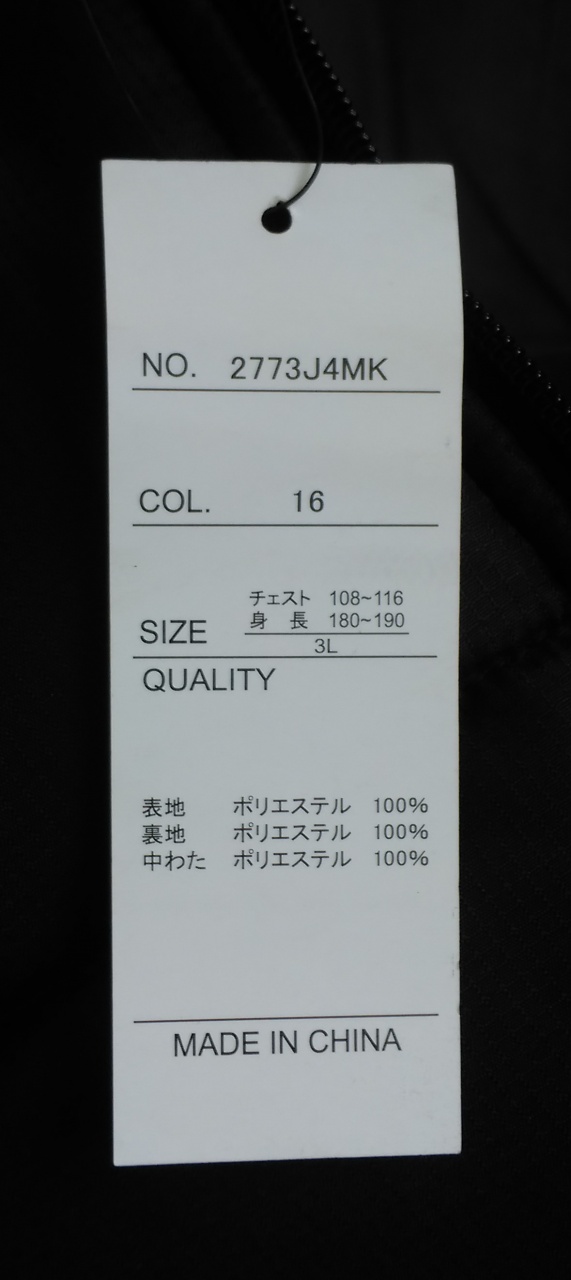 NO. 2773J4MK
COL. 16
チェスト 108~116
身 長 180~190
SIZE 3L
QUALITY
表地 ポリエステル 100%
裏地 ポリエステル 100%
中わた ポリエステル 100%
MADE IN CHINA